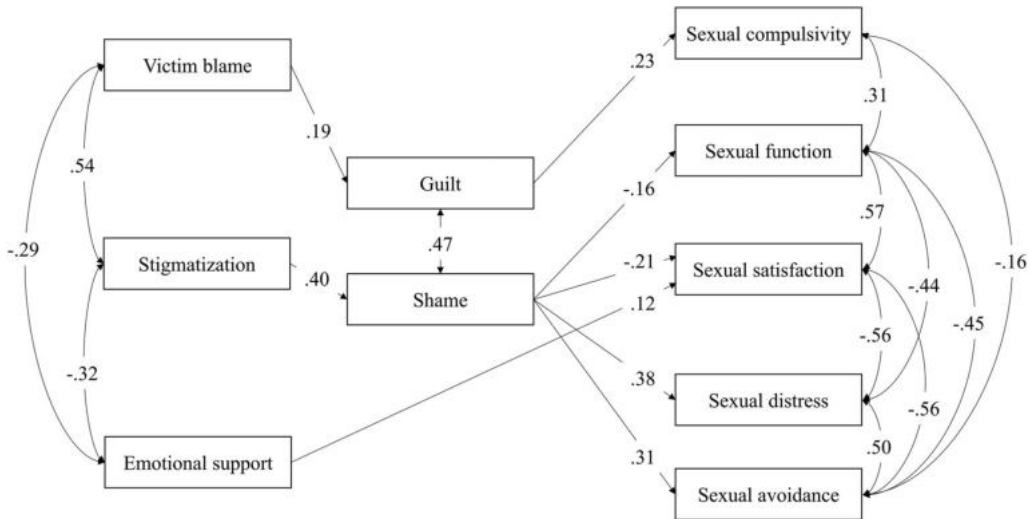 Sexual compulsivity
Victim blame
.23
.31
.19
Sexual function
.54
Guilt
-.16
.57
-.29
.47
Stigmatization
.40
-.21
Sexual satisfaction
-.16
Shame
.12
-.44
-.45
-.56
-.32
.38
Sexual distress
-.56
.31
.50
Emotional support
Sexual avoidance